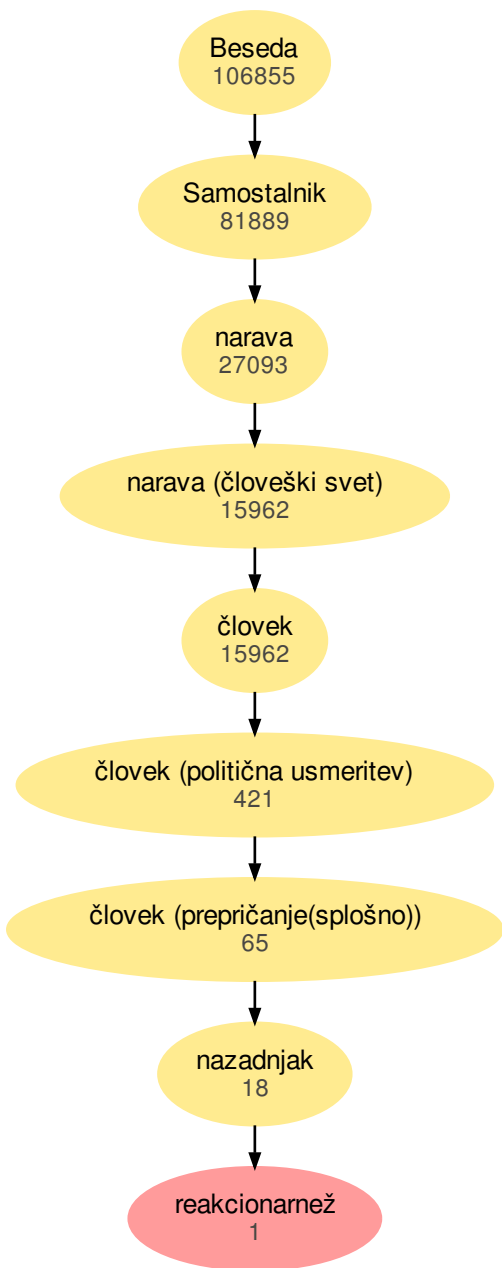 Beseda
106855
Samostalnik
81889
narava
27093
narava (človeški svet)
15962
človek
15962
človek (politična usmeritev)
421
človek (prepričanje(splošno))
65
nazadnjak
18
reakcionarnež
1